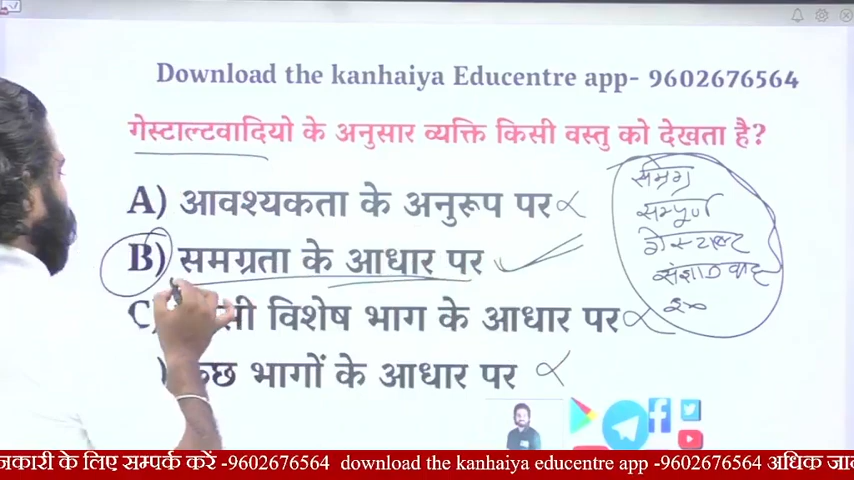 Download the kanhaiya Educentre app- 9602676564
गेस्टाल्टवादियो के अनुसार व्यक्ति किसी वस्तु को देखता है?
A) आवश्यकता के अनुरूप पर
B) समग्रता के आधार पर
C) विशेष भाग के आधार पर
कुछ भागों के आधार पर
समग्र
सम्पूर्ण
गेस्टाल्ट
जानकारी के लिए सम्पर्क करें -9602676564 download the kanhaiya educentre app -9602676564 अधिक